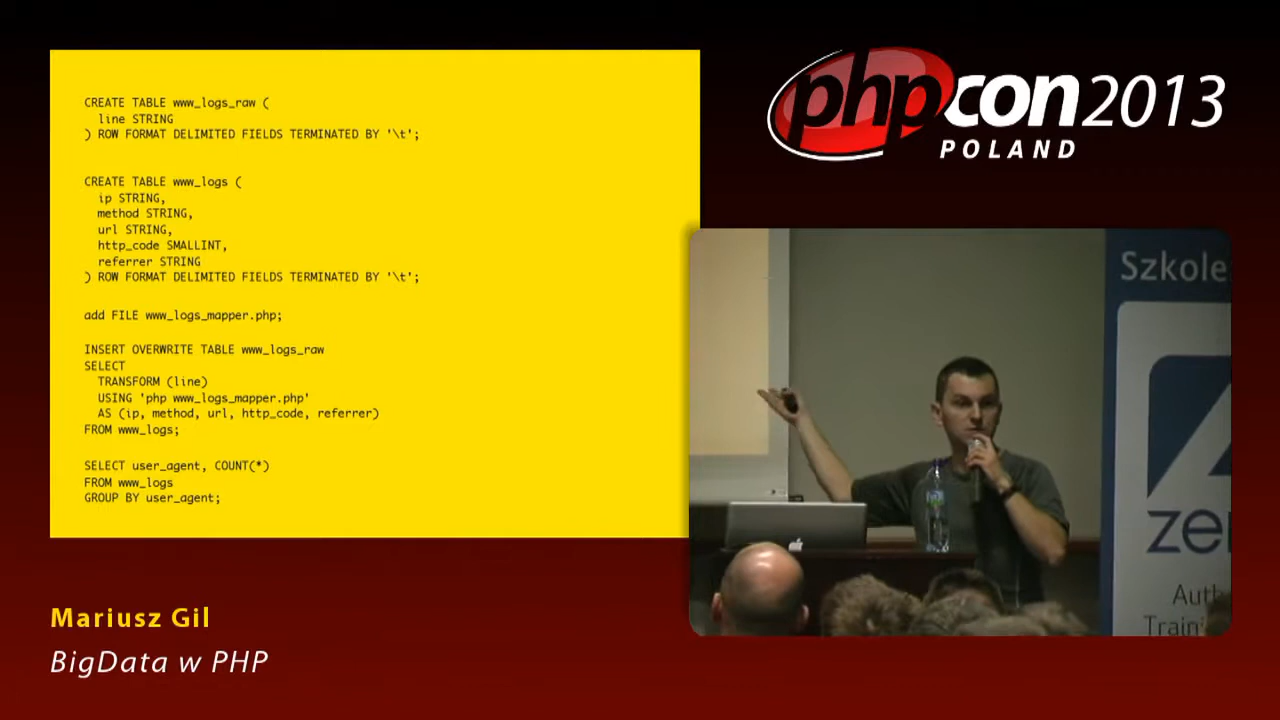 CREATE TABLE www_logs_raw (
line STRING
) ROW FORMAT DELIMITED FIELDS TERMINATED BY '\t';
CREATE TABLE www_logs (
ip STRING,
method STRING,
url STRING,
http_code SMALLINT,
referrer STRING
) ROW FORMAT DELIMITED FIELDS TERMINATED BY '\t';
add FILE www_logs_mapper.php;
INSERT OVERWRITE TABLE www_logs_raw
SELECT
TRANSFORM (line)
USING 'php www_logs_mapper.php'
AS (ip, method, url, http_code, referrer)
FROM www_logs;
SELECT user_agent, COUNT(*)
FROM www_logs
GROUP BY user_agent;
phpcon2013
POLAND
Szkole
ze
Auth
Train
Mariusz Gil
BigData w PHP